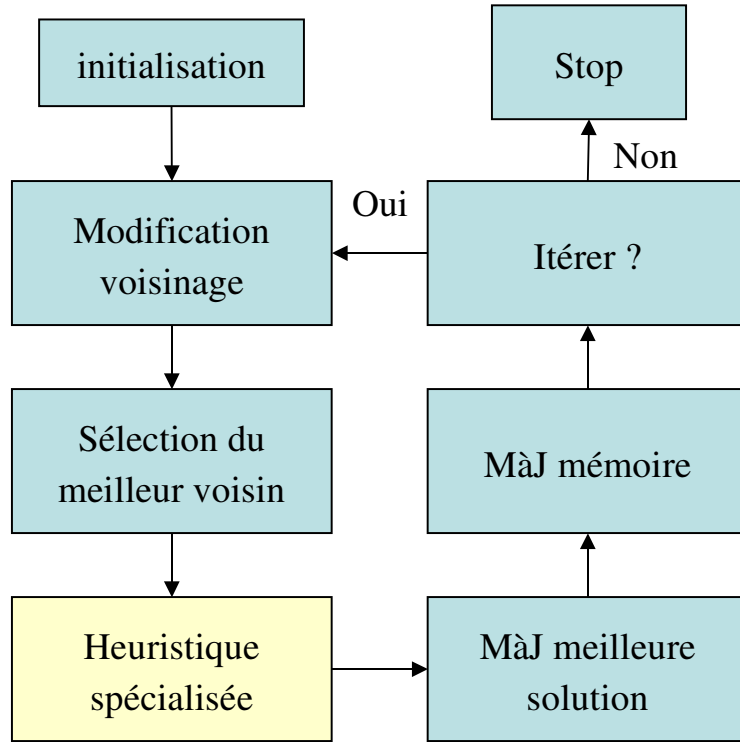 initialisation
Stop
Non
Oui
Modification
voisinage
Itérer ?
Sélection du
meilleur voisin
MàJ mémoire
Heuristique
spécialisée
MàJ meilleure
solution